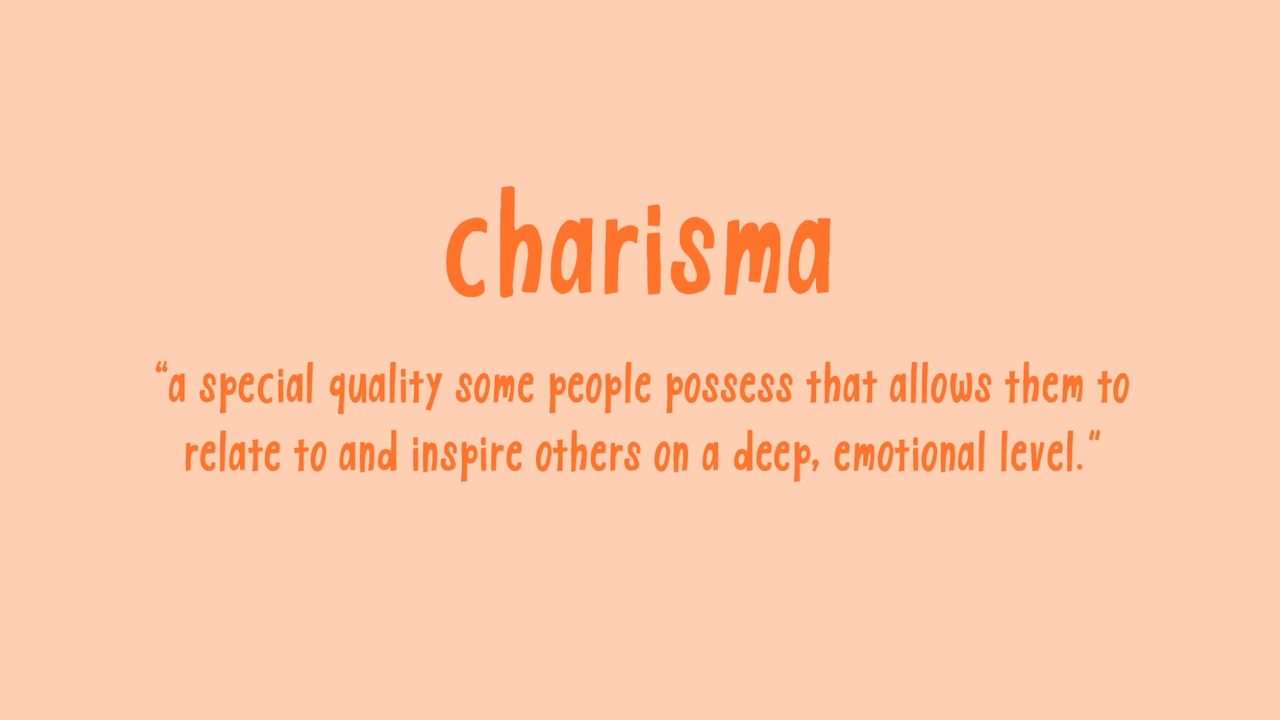 charisma
“a special quality some people possess that allows them to
relate to and inspire others on a deep, emotional level.”